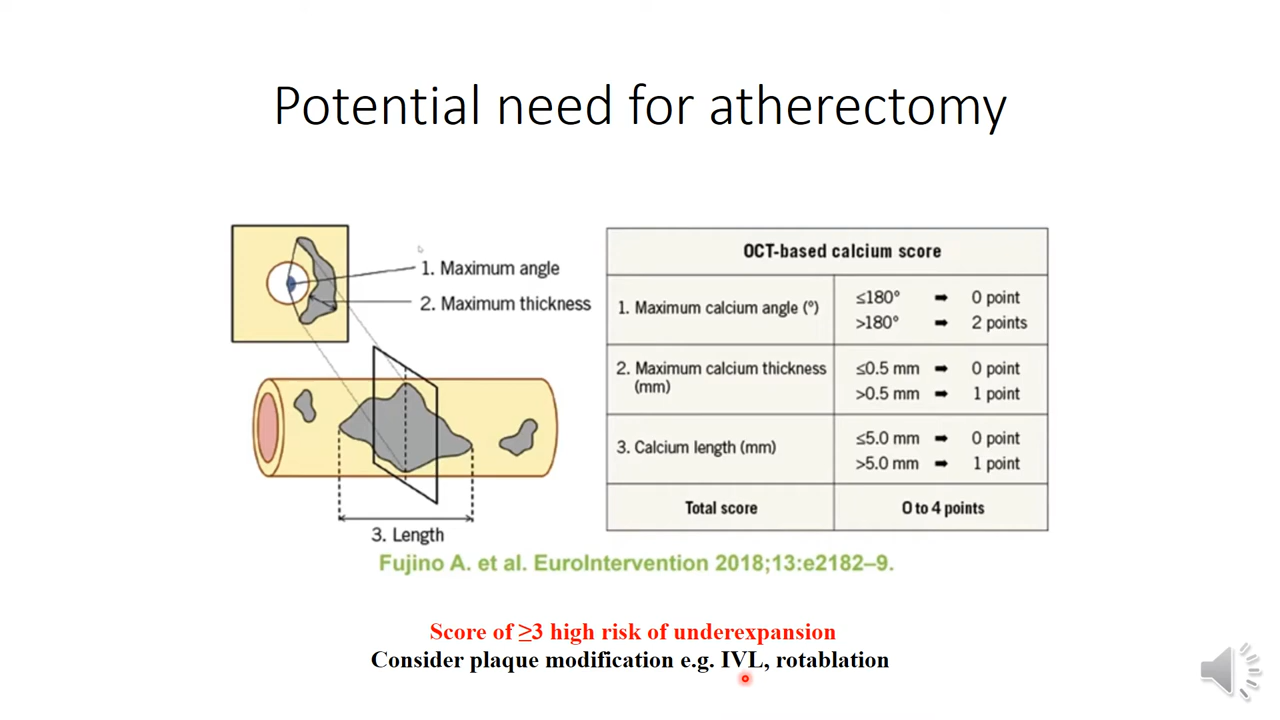 Potential need for atherectomy
1. Maximum angle
2. Maximum thickness
3. Length
OCT-based calcium score
1. Maximum calcium angle (°)
≤180° ➡ 0 point
>180° ➡ 2 points
2. Maximum calcium thickness
(mm)
≤0.5 mm ➡ 0 point
>0.5 mm ➡ 1 point
3. Calcium length (mm)
≤5.0 mm ➡ 0 point
>5.0 mm ➡ 1 point
Total score
0 to 4 points
Fujino A. et al. EuroIntervention 2018;13:e2182–9.
Score of ≥3 high risk of underexpansion
Consider plaque modification e.g. IVL, rotablation